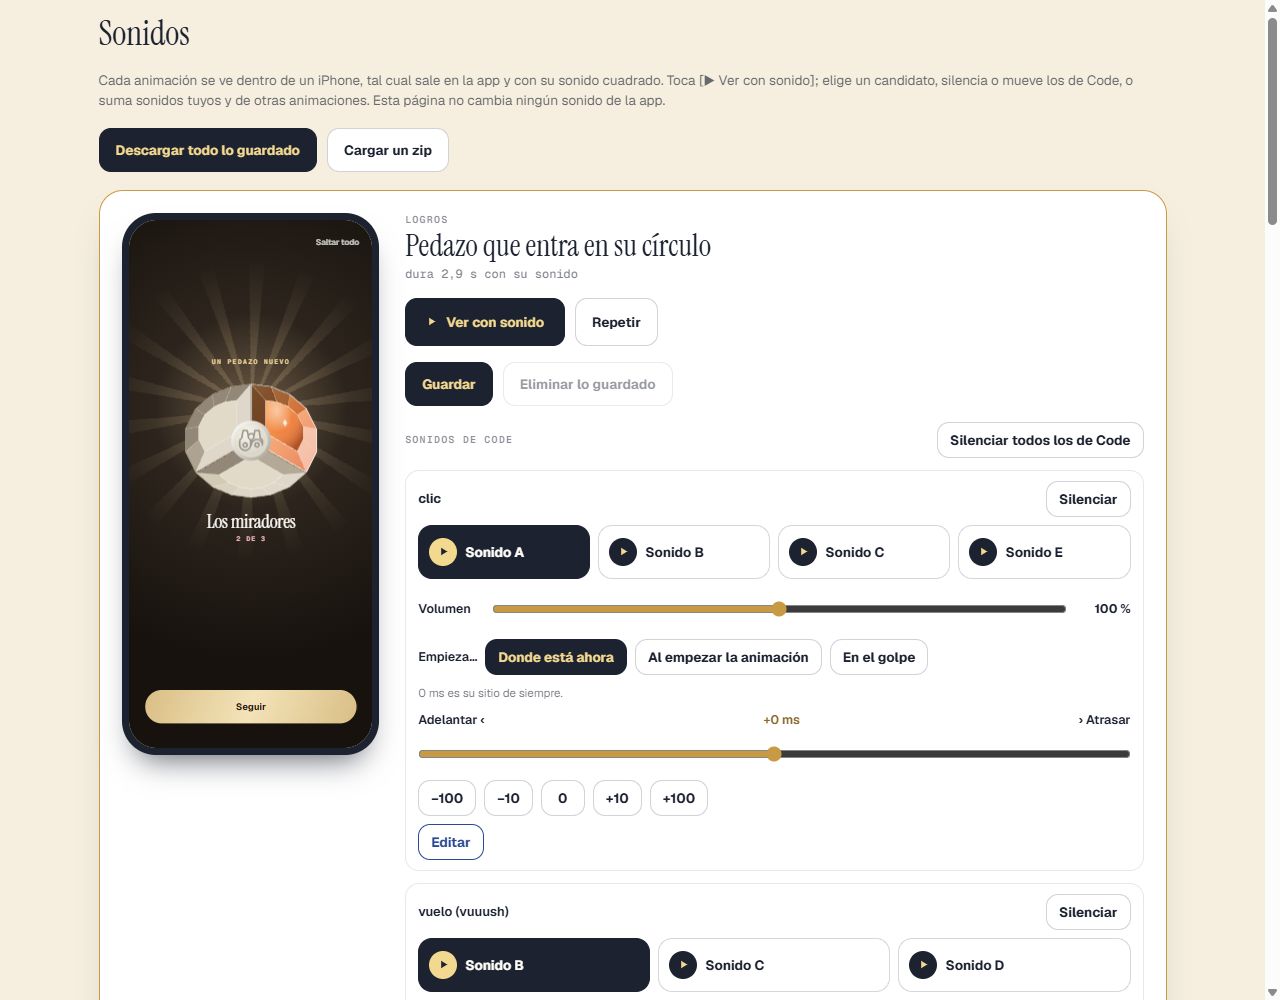 Sonidos
Cada animación se ve dentro de un iPhone, tal cual sale en la app y con su sonido cuadrado. Toca [▶ Ver con sonido]; elige un candidato, silencia o mueve los de Code, o
suma sonidos tuyos y de otras animaciones. Esta página no cambia ningún sonido de la app.
Descargar todo lo guardado
Cargar un zip
Saltar todo
UN PEDAZO NUEVO
Los miradores
2 DE 3
Seguir
LOGROS
Pedazo que entra en su círculo
dura 2,9 s con su sonido
Ver con sonido
Repetir
Guardar
Eliminar lo guardado
SONIDOS DE CODE
Silenciar todos los de Code
clic
Silenciar
Sonido A
Sonido B
Sonido C
Sonido E
Volumen
100 %
Empieza...
Donde está ahora
Al empezar la animación
En el golpe
0 ms es su sitio de siempre.
Adelantar ‹
+0 ms
› Atrasar
−100
−10
0
+10
+100
Editar
vuelo (vuuush)
Silenciar
Sonido B
Sonido C
Sonido D